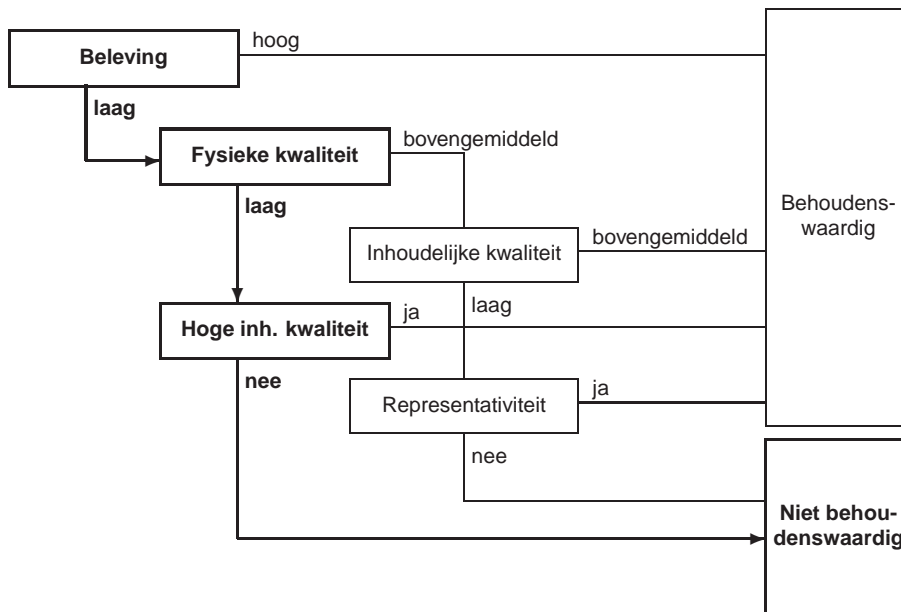 hoog
Beleving
laag
bovengemiddeld
Fysieke kwaliteit
laag
Behoudens-
waardig
bovengemiddeld
Inhoudelijke kwaliteit
laag
ja
Hoge inh. kwaliteit
nee
ja
Representativiteit
nee
Niet behou-
denswaardig